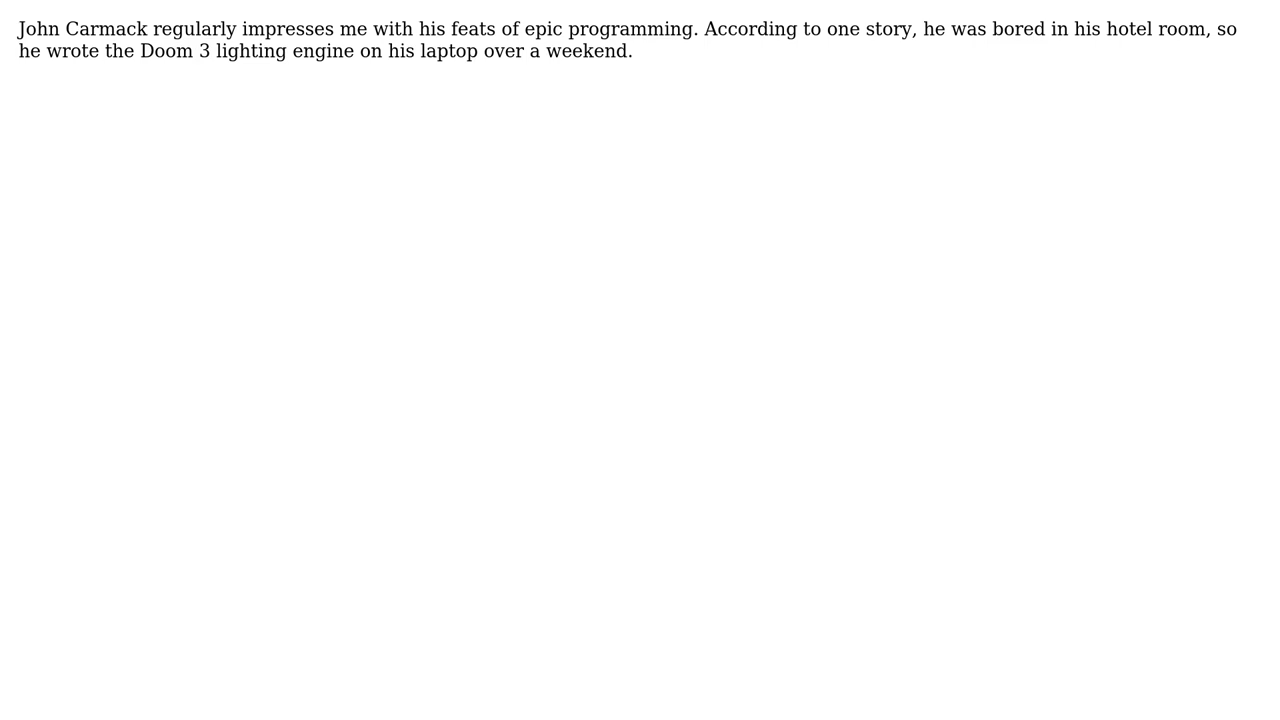 John Carmack regularly impresses me with his feats of epic programming. According to one story, he was bored in his hotel room, so
he wrote the Doom 3 lighting engine on his laptop over a weekend.